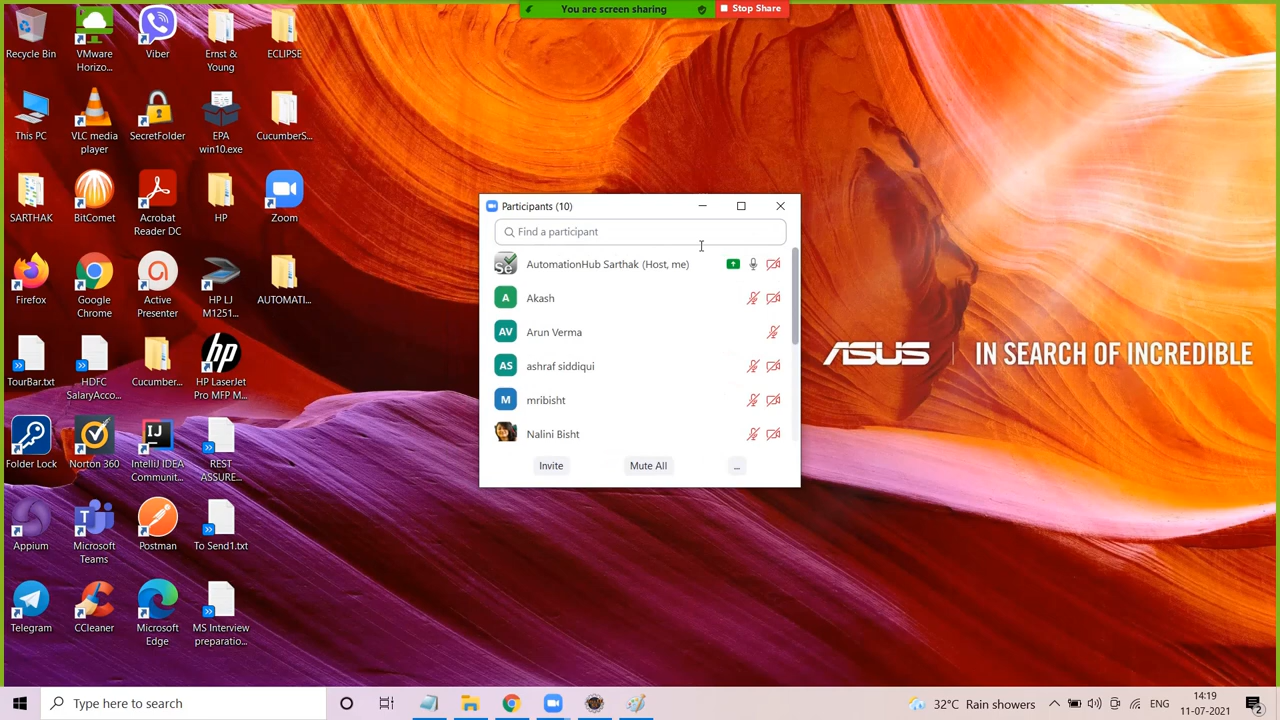 You are screen sharing
Stop Share
Recycle Bin
VMware
Horizo...
Viber
Ernst &
Young
ECLIPSE
This PC
VLC media
player
SecretFolder
EPA
win10.exe
CucumberS...
SARTHAK
BitComet
Acrobat
Reader DC
HP
Zoom
Firefox
Google
Chrome
Active
Presenter
HP LJ
M1251...
AUTOMATI...
TourBar.txt
HDFC
SalaryAcco...
Cucumber...
HP LaserJet
Pro MFP M...
Folder Lock
Norton 360
IntelliJ IDEA
Communit...
REST
ASSURE...
Appium
Microsoft
Teams
Postman
To Send1.txt
Telegram
CCleaner
Microsoft
Edge
MS Interview
preparatio...
Participants (10)
Find a participant
Se
AutomationHub Sarthak (Host, me)
A
Akash
AV
Arun Verma
AS
ashraf siddiqui
M
mribisht
Nalini Bisht
Invite
Mute All
...
ASUS
IN SEARCH OF INCREDIBLE
Type here to search
32°C Rain showers
ENG
14:19
11-07-2021
2